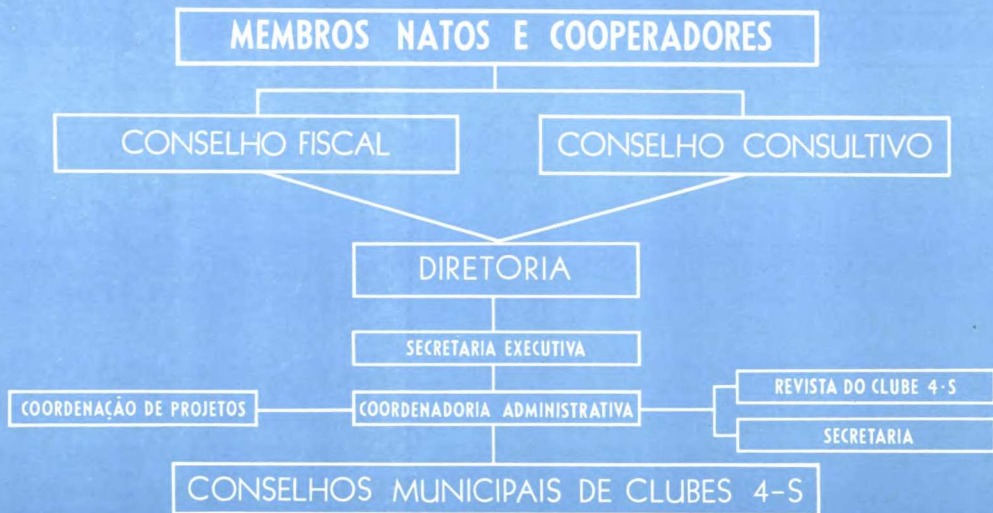 MEMBROS NATOS E COOPERADORES
CONSELHO FISCAL
CONSELHO CONSULTIVO
DIRETORIA
SECRETARIA EXECUTIVA
COORDENAÇÃO DE PROJETOS
COORDENADORIA ADMINISTRATIVA
REVISTA DO CLUBE 4-S
SECRETARIA
CONSELHOS MUNICIPAIS DE CLUBES 4-S